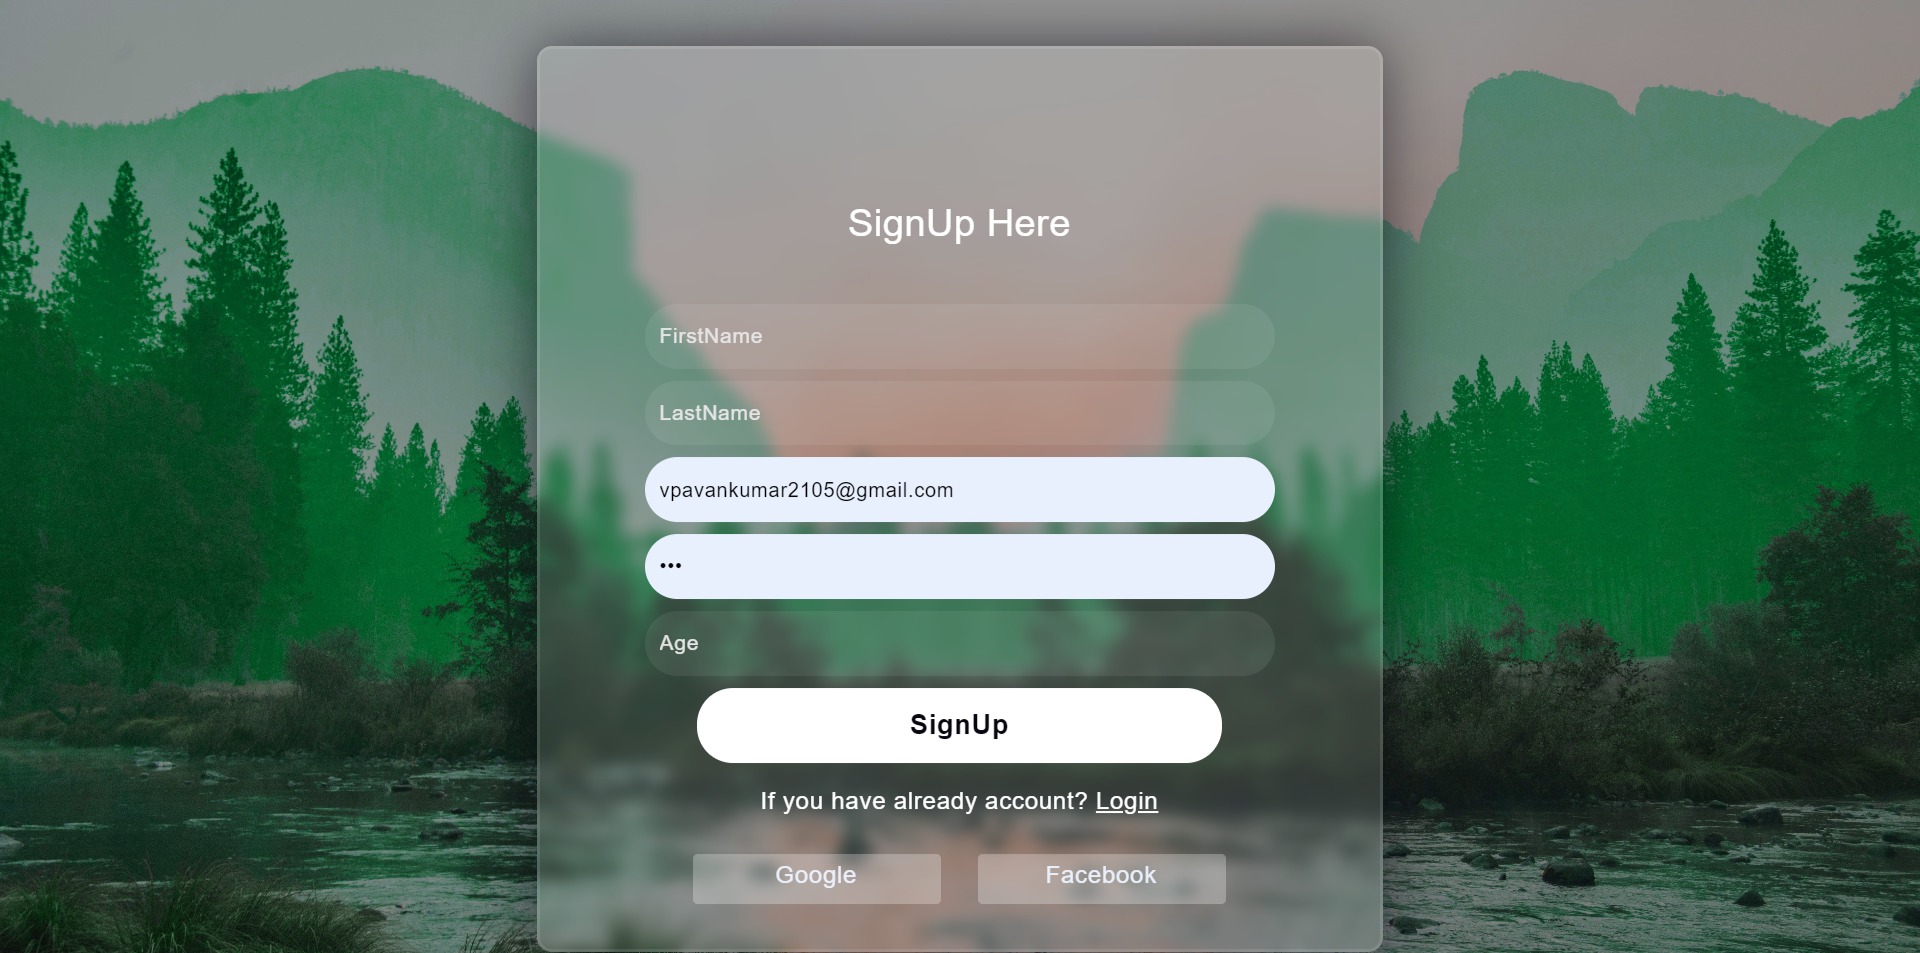 SignUp Here
FirstName
LastName
vpavankumar2105@gmail.com
•••
Age
SignUp
If you have already account? Login
Google
Facebook